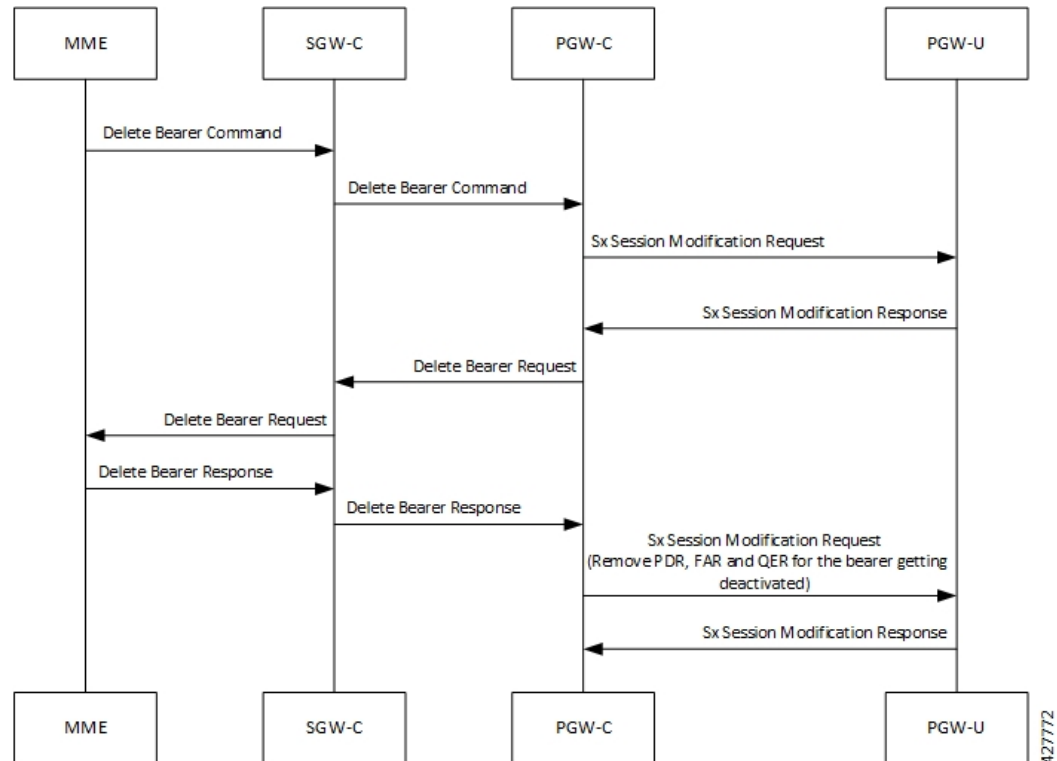 MME
SGW-C
PGW-C
PGW-U
Delete Bearer Command
Delete Bearer Command
Sx Session Modification Request
Sx Session Modification Response
Delete Bearer Request
Delete Bearer Request
Delete Bearer Response
Delete Bearer Response
Sx Session Modification Request
(Remove PDR, FAR and QER for the bearer getting
deactivated)
Sx Session Modification Response
MME
SGW-C
PGW-C
PGW-U
427772